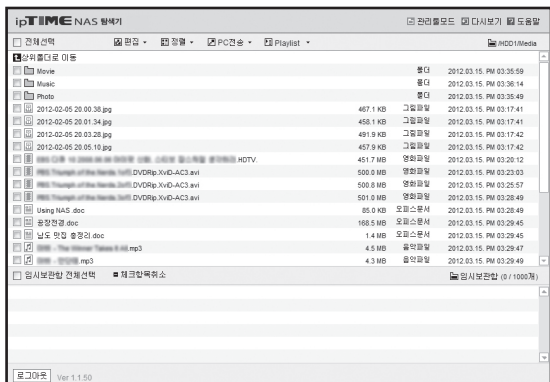 ipTIME NAS 탐색기 관리툴모드 다시보기 도움말
전체선택 편집 정렬 PC전송 Playlist /HDD1/Media
상위폴더로 이동
Movie 폴더 2012.03.15. PM 03:35:59
Music 폴더 2012.03.15. PM 03:36:14
Photo 폴더 2012.03.15. PM 03:35:49
2012-02-05 20.00.38.jpg 467.1 KB 그림파일 2012.03.15. PM 03:17:41
2012-02-05 20.01.34.jpg 458.1 KB 그림파일 2012.03.15. PM 03:17:41
2012-02-05 20.03.28.jpg 491.9 KB 그림파일 2012.03.15. PM 03:17:42
2012-02-05 20.05.10.jpg 457.9 KB 그림파일 2012.03.15. PM 03:17:42
.HDTV. 451.7 MB 영화파일 2012.03.15. PM 03:20:12
.DVDRip.XviD-AC3.avi 500.0 MB 영화파일 2012.03.15. PM 03:23:03
.DVDRip.XviD-AC3.avi 500.8 MB 영화파일 2012.03.15. PM 03:25:57
.DVDRip.XviD-AC3.avi 501.0 MB 영화파일 2012.03.15. PM 03:28:49
Using NAS .doc 85.0 KB 오피스문서 2012.03.15. PM 03:28:49
공장전경.doc 168.5 MB 오피스문서 2012.03.15. PM 03:29:45
남도 맛집 총정리.doc 1.4 MB 오피스문서 2012.03.15. PM 03:29:45
.mp3 4.5 MB 음악파일 2012.03.15. PM 03:29:47
.mp3 4.3 MB 음악파일 2012.03.15. PM 03:29:49
임시보관함 전체선택 체크항목취소 임시보관함 (0 / 1000개)
로그아웃 Ver 1.1.50